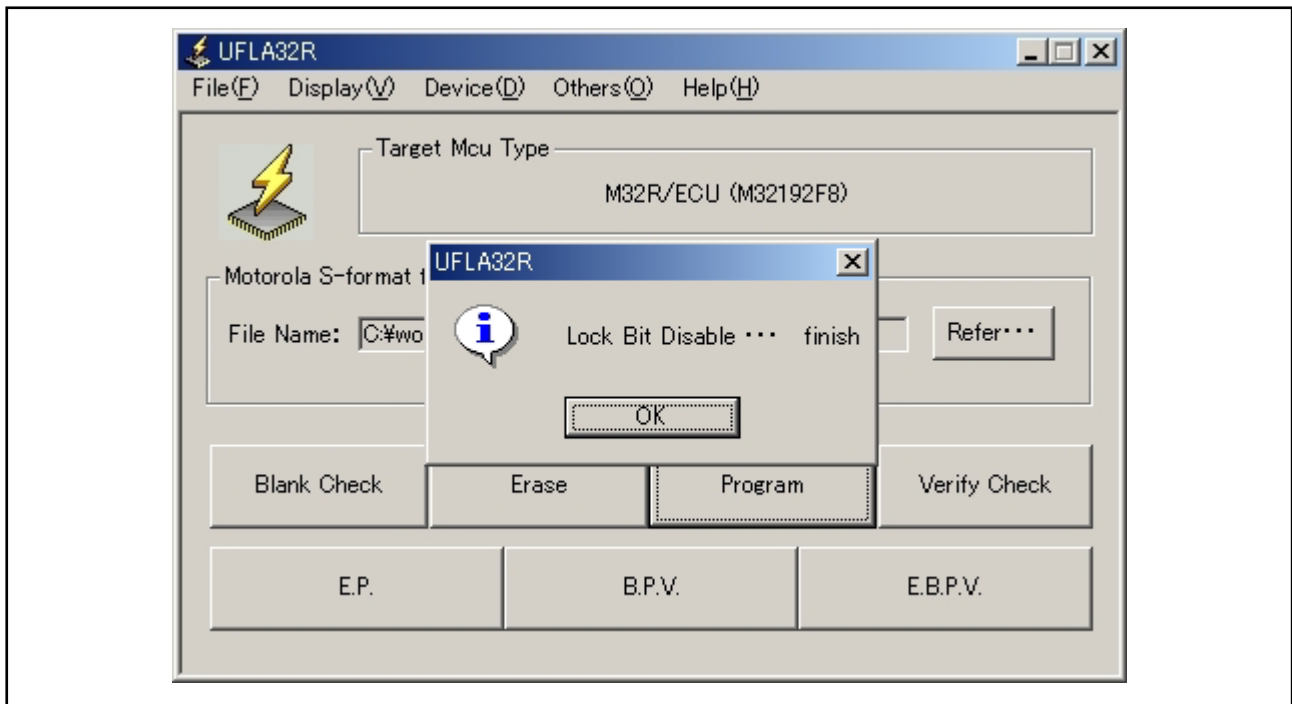 UFLA32R
File(F) Display(V) Device(D) Others(O) Help(H)
Target Mcu Type
M32R/ECU (M32192F8)
UFLA32R
Motorola S-format
File Name: C:¥wo
Lock Bit Disable ･･･ finish
Refer･･･
OK
Blank Check
Erase
Program
Verify Check
E.P.
B.P.V.
E.B.P.V.